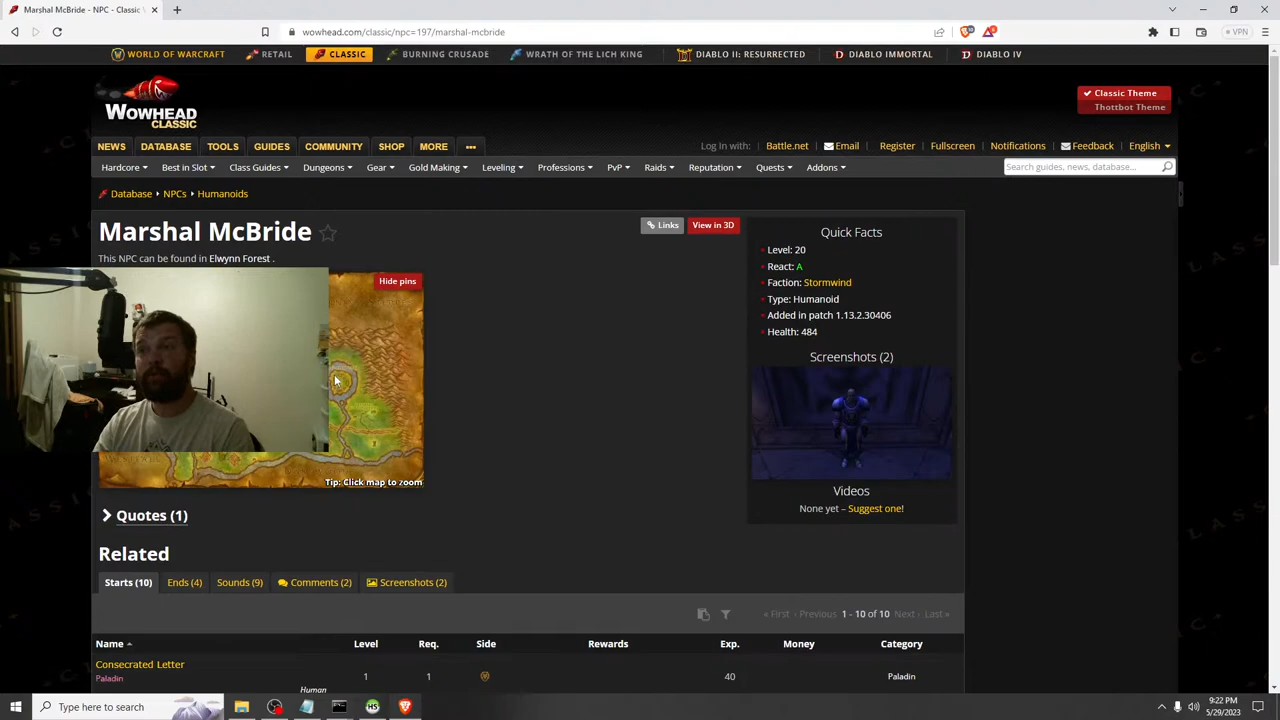 Marshal McBride - NPC - Classic
wowhead.com/classic/npc=197/marshal-mcbride
VPN
WORLD OF WARCRAFT
RETAIL
CLASSIC
BURNING CRUSADE
WRATH OF THE LICH KING
DIABLO II: RESURRECTED
DIABLO IMMORTAL
DIABLO IV
WOWHEAD
CLASSIC
Classic Theme
Thottbot Theme
NEWS
DATABASE
TOOLS
GUIDES
COMMUNITY
SHOP
MORE
Log in with:
Battle.net
Email
Register
Fullscreen
Notifications
Feedback
English
Hardcore
Best in Slot
Class Guides
Dungeons
Gear
Gold Making
Leveling
Professions
PvP
Raids
Reputation
Quests
Addons
Search guides, news, database...
Database
NPCs
Humanoids
Marshal McBride
Links
View in 3D
This NPC can be found in Elwynn Forest .
Hide pins
Tip: Click map to zoom
Quick Facts
Level: 20
React: A
Faction: Stormwind
Type: Humanoid
Added in patch 1.13.2.30406
Health: 484
Screenshots (2)
Videos
None yet – Suggest one!
Quotes (1)
Related
Starts (10)
Ends (4)
Sounds (9)
Comments (2)
Screenshots (2)
« First ‹ Previous 1 - 10 of 10 Next › Last »
Name
Level
Req.
Side
Rewards
Exp.
Money
Category
Consecrated Letter
Paladin
1
1
40
Paladin
Human
Type here to search
9:22 PM
5/29/2023